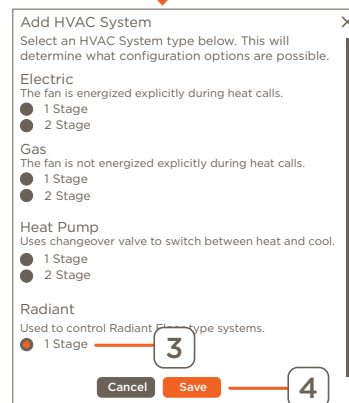 Add HVAC System
Select an HVAC System type below. This will
determine what configuration options are possible.
Electric
The fan is energized explicitly during heat calls.
1 Stage
2 Stage
Gas
The fan is not energized explicitly during heat calls.
1 Stage
2 Stage
Heat Pump
Uses changeover valve to switch between heat and cool.
1 Stage
2 Stage
Radiant
Used to control Radiant Floor type systems.
1 Stage
3
Cancel Save
4